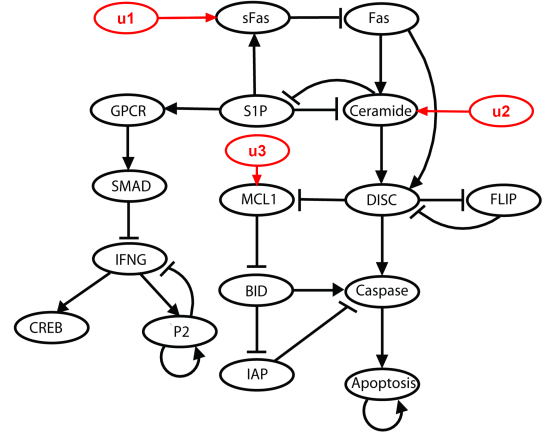 u1
sFas
Fas
GPCR
S1P
Ceramide
u2
u3
SMAD
MCL1
DISC
FLIP
IFNG
BID
Caspase
CREB
P2
IAP
Apoptosis